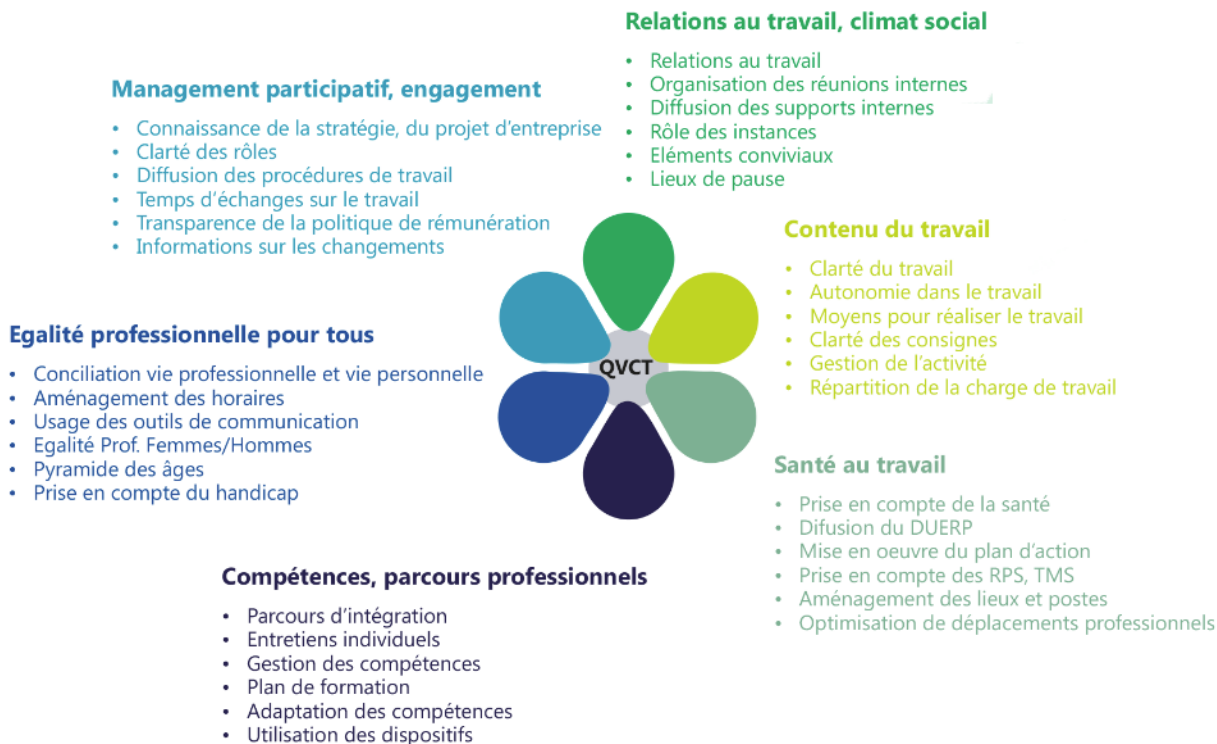 Relations au travail, climat social
• Relations au travail
• Organisation des réunions internes
• Diffusion des supports internes
• Rôle des instances
• Eléments conviviaux
• Lieux de pause
Management participatif, engagement
• Connaissance de la stratégie, du projet d'entreprise
• Clarté des rôles
• Diffusion des procédures de travail
• Temps d'échanges sur le travail
• Transparence de la politique de rémunération
• Informations sur les changements
Contenu du travail
• Clarté du travail
• Autonomie dans le travail
• Moyens pour réaliser le travail
• Clarté des consignes
• Gestion de l'activité
• Répartition de la charge de travail
QVCT
Egalité professionnelle pour tous
• Conciliation vie professionnelle et vie personnelle
• Aménagement des horaires
• Usage des outils de communication
• Egalité Prof. Femmes/Hommes
• Pyramide des âges
• Prise en compte du handicap
Santé au travail
• Prise en compte de la santé
• Difusion du DUERP
• Mise en oeuvre du plan d'action
• Prise en compte des RPS, TMS
• Aménagement des lieux et postes
• Optimisation de déplacements professionnels
Compétences, parcours professionnels
• Parcours d'intégration
• Entretiens individuels
• Gestion des compétences
• Plan de formation
• Adaptation des compétences
• Utilisation des dispositifs